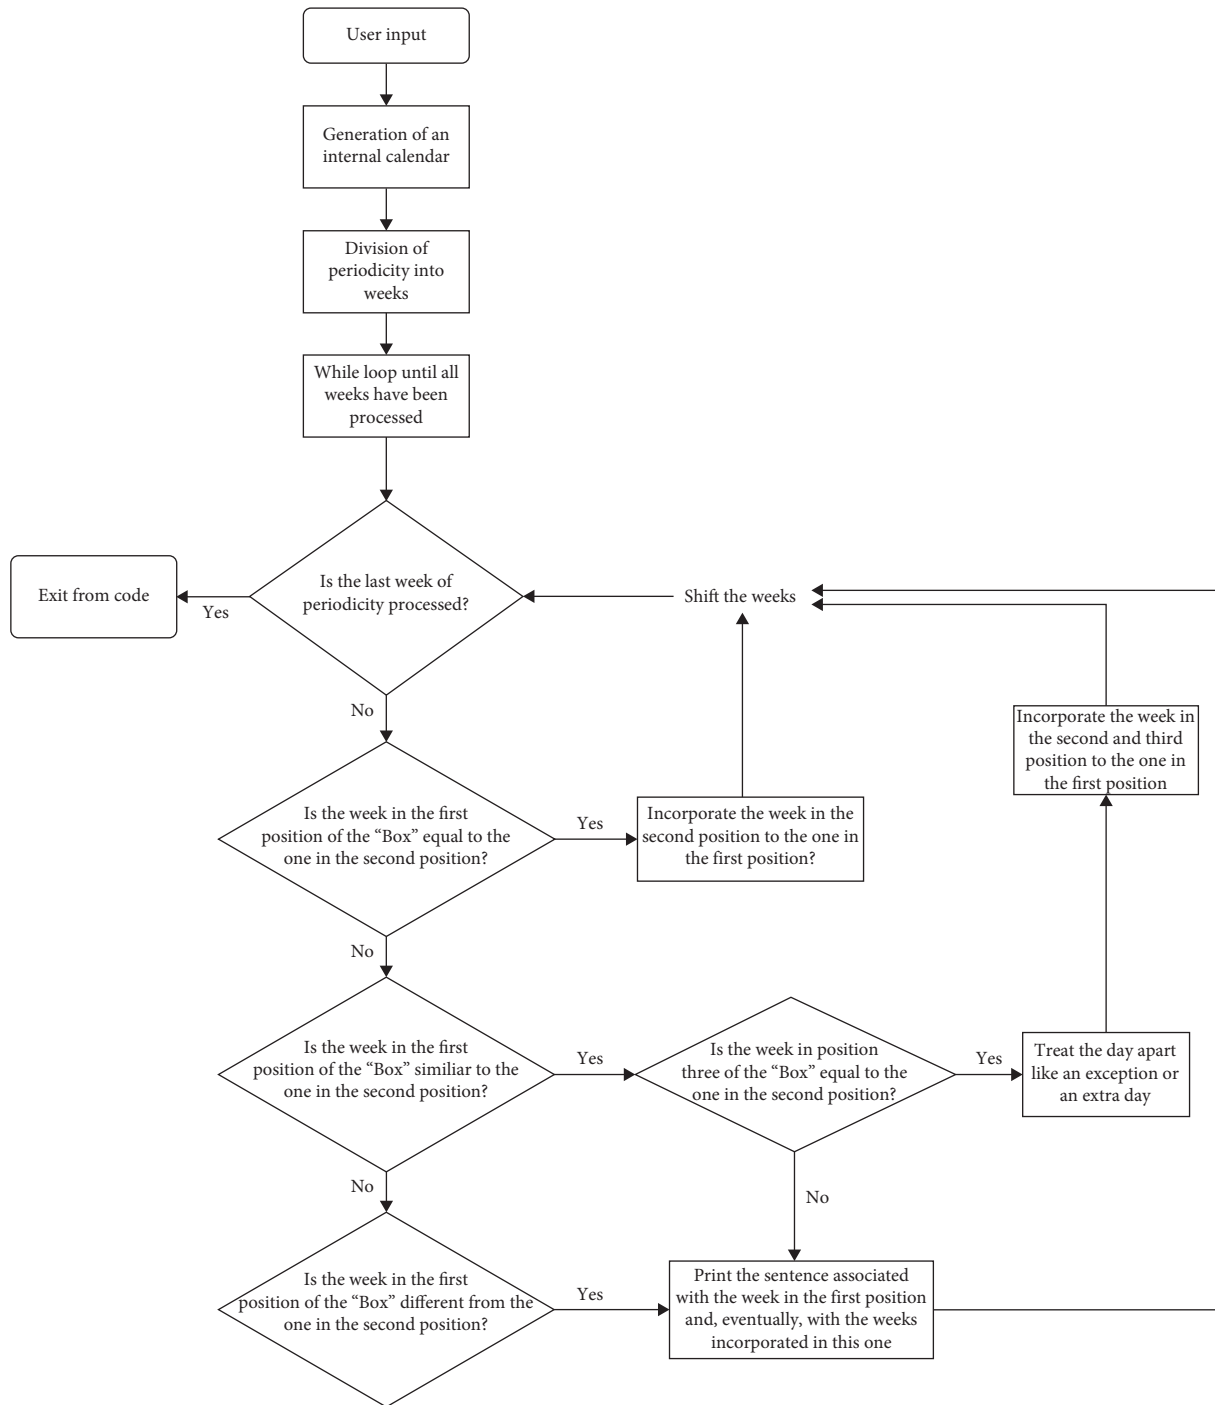 User input
Generation of an
internal calendar
Division of
periodicity into
weeks
While loop until all
weeks have been
processed
Is the last week of
periodicity processed?
Yes
Exit from code
Shift the weeks
No
Is the week in the first
position of the “Box” equal to the
one in the second position?
Yes
Incorporate the week in the
second position to the one in
the first position?
Incorporate the week in
the second and third
position to the one in
the first position
No
Is the week in the first
position of the “Box” similiar to the
one in the second position?
Yes
Is the week in position
three of the “Box” equal to the
one in the second position?
Yes
Treat the day apart
like an exception or
an extra day
No
No
Is the week in the first
position of the “Box” different from the
one in the second position?
Yes
Print the sentence associated
with the week in the first position
and, eventually, with the weeks
incorporated in this one